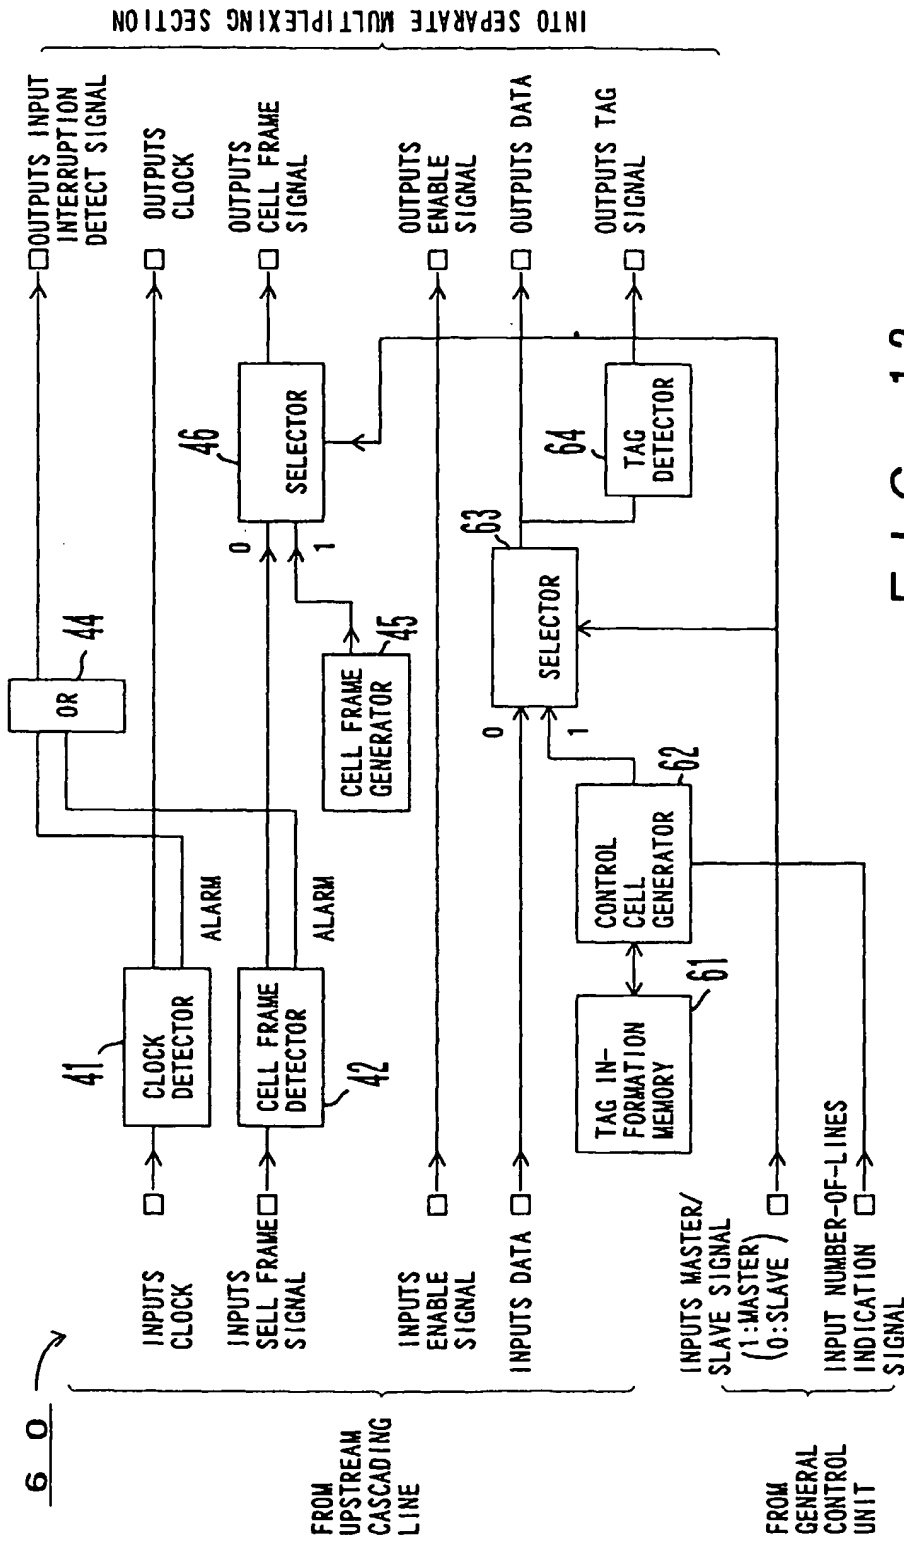 6 0
FROM
UPSTREAM
CASCADING
LINE
FROM
GENERAL
CONTROL
UNIT
INPUTS
CLOCK
INPUTS
SELL FRAME
SIGNAL
INPUTS
ENABLE
SIGNAL
INPUTS DATA
INPUTS MASTER/
SLAVE SIGNAL
(1:MASTER)
(0:SLAVE)
INPUT NUMBER-OF-LINES
INDICATION
SIGNAL
41
CLOCK
DETECTOR
ALARM
CELL FRAME
DETECTOR
42
ALARM
TAG IN-
FORMATION
MEMORY
61
CONTROL
CELL
GENERATOR
62
OR
44
CELL FRAME
GENERATOR
45
0
1
46
SELECTOR
0
1
63
SELECTOR
64
TAG
DETECTOR
OUTPUTS INPUT
INTERRUPTION
DETECT SIGNAL
OUTPUTS
CLOCK
OUTPUTS
CELL FRAME
SIGNAL
OUTPUTS
ENABLE
SIGNAL
OUTPUTS DATA
OUTPUTS TAG
SIGNAL
INTO SEPARATE MULTIPLEXING SECTION